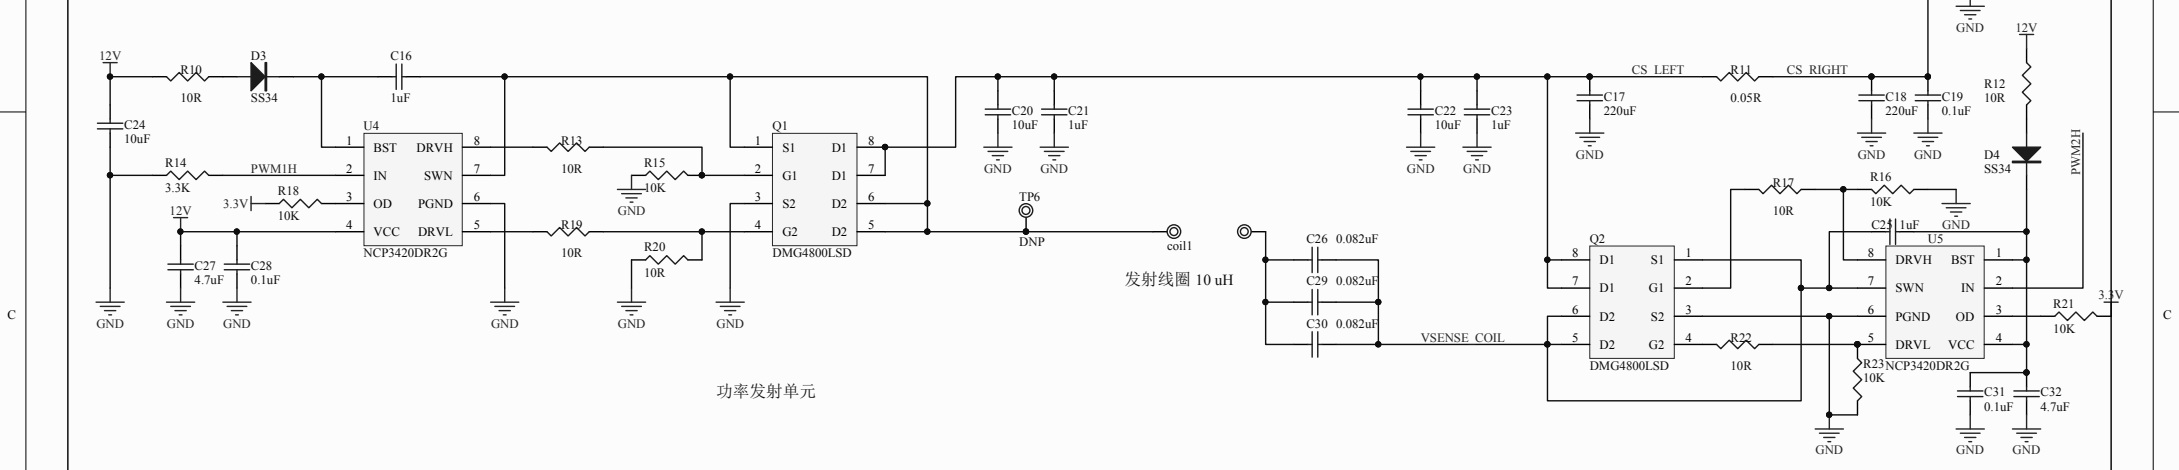 GND
12V
12V
D3
C16
R10
10R
SS34
1uF
CS_LEFT
R11
0.05R
CS_RIGHT
R12
10R
C24
10uF
U4
Q1
C20
10uF
C21
1uF
C22
10uF
C23
1uF
C17
220uF
C18
220uF
C19
0.1uF
1 BST DRVH 8
2 IN SWN 7
3 OD PGND 6
4 VCC DRVL 5
NCP3420DR2G
R13
10R
R15
10K
GND
1 S1 D1 8
2 G1 D1 7
3 S2 D2 6
4 G2 D2 5
DMG4800LSD
GND
GND
GND
GND
GND
GND
GND
D4
SS34
PWM2H
R14
3.3K
PWM1H
R18
10K
3.3V
12V
R19
10R
R20
10R
TP6
DNP
coil1
R17
10R
R16
10K
GND
C25 1uF
C27
4.7uF
C28
0.1uF
发射线圈 10 uH
C26 0.082uF
C29 0.082uF
C30 0.082uF
VSENSE_COIL
Q2
8 D1 S1 1
7 D1 G1 2
6 D2 S2 3
5 D2 G2 4
DMG4800LSD
R22
10R
U5
8 DRVH BST 1
7 SWN IN 2
6 PGND OD 3
5 DRVL VCC 4
NCP3420DR2G
R23
10K
3.3V
R21
10K
GND
GND
GND
GND
GND
GND
C
C
功率发射单元
C31
0.1uF
C32
4.7uF
GND
GND
GND